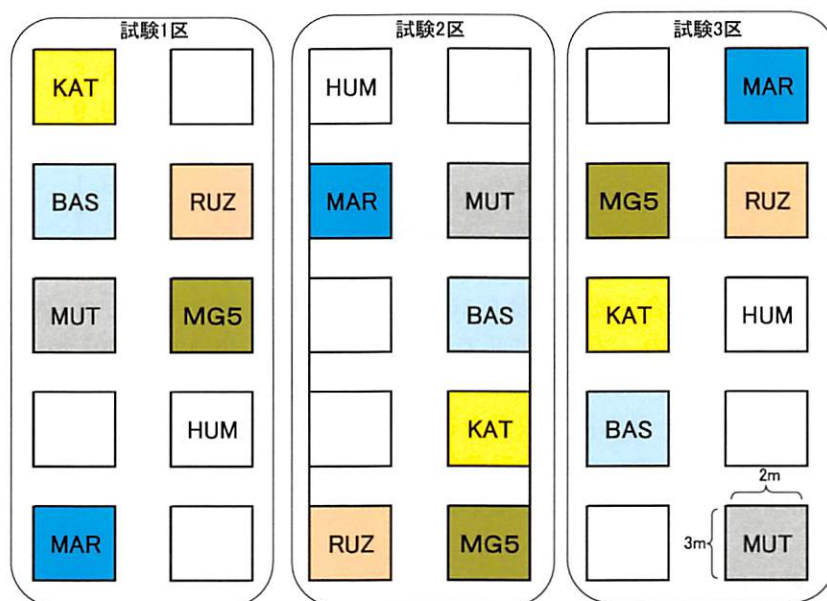 試験1区
試験2区
試験3区
KAT
HUM
MAR
BAS
RUZ
MAR
MUT
MG5
RUZ
MUT
MG5
BAS
KAT
HUM
HUM
KAT
BAS
2m
MAR
RUZ
MG5
3m
MUT